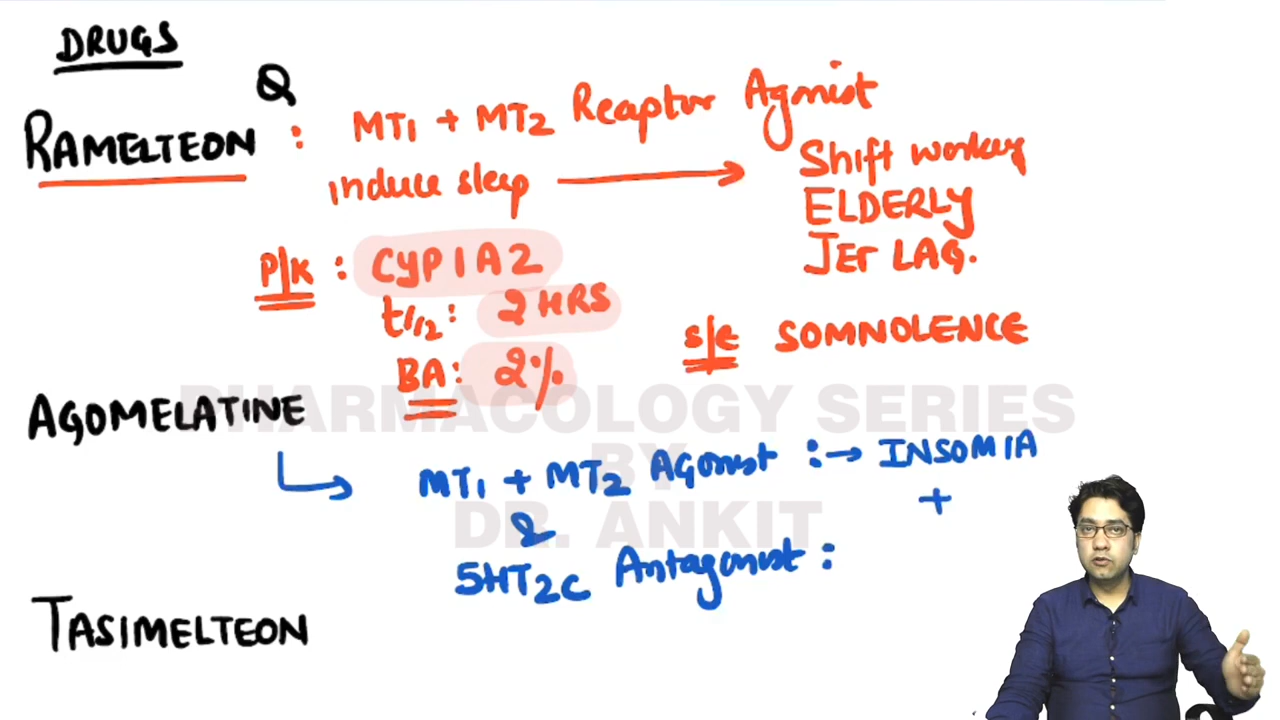 DRUGS
Q
RAMELTEON : MT1 + MT2 Receptor Agonist
induce sleep → Shift workers
ELDERLY
JET LAG.
P/K : CYP1A2
t1/2 : 2 HRS
BA : 2%
s/e SOMNOLENCE
PHARMACOLOGY SERIES
BY
DR. ANKIT
AGOMELATINE
MT1 + MT2 Agonist :→ INSOMIA
+
&
5HT2C Antagonist :
TASIMELTEON